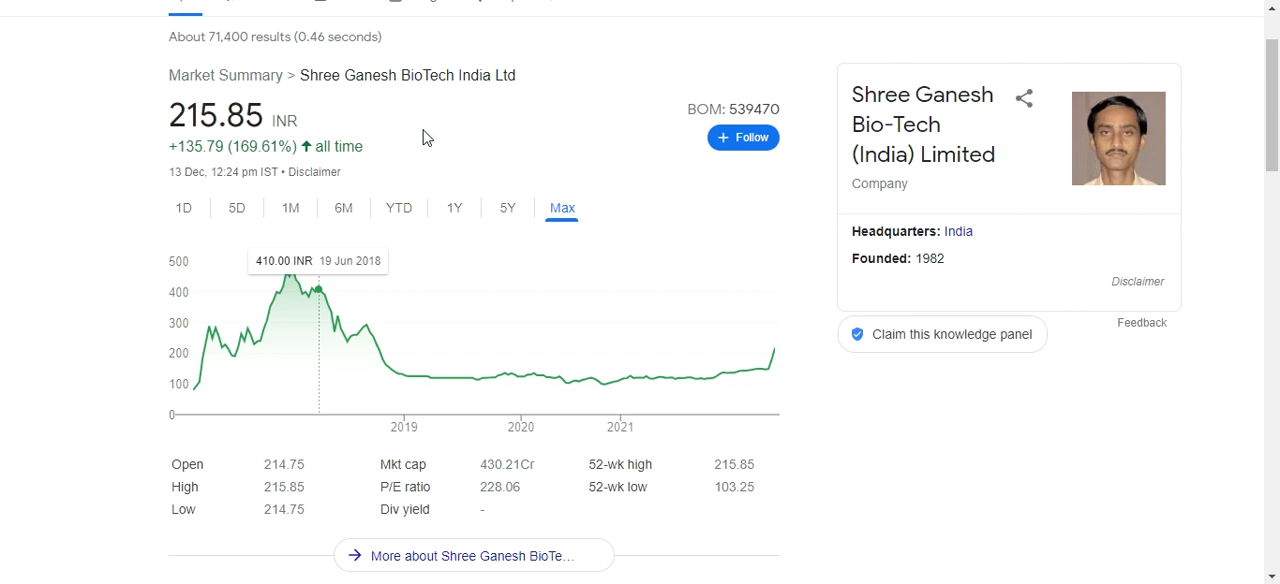 About 71,400 results (0.46 seconds)
Market Summary > Shree Ganesh BioTech India Ltd
215.85 INR
BOM: 539470
+135.79 (169.61%) ↑ all time
+ Follow
13 Dec, 12:24 pm IST • Disclaimer
1D 5D 1M 6M YTD 1Y 5Y Max
410.00 INR 19 Jun 2018
500
400
300
200
100
0
2019 2020 2021
Open 214.75 Mkt cap 430.21Cr 52-wk high 215.85
High 215.85 P/E ratio 228.06 52-wk low 103.25
Low 214.75 Div yield -
More about Shree Ganesh BioTe...
Shree Ganesh
Bio-Tech
(India) Limited
Company
Headquarters: India
Founded: 1982
Disclaimer
Feedback
Claim this knowledge panel